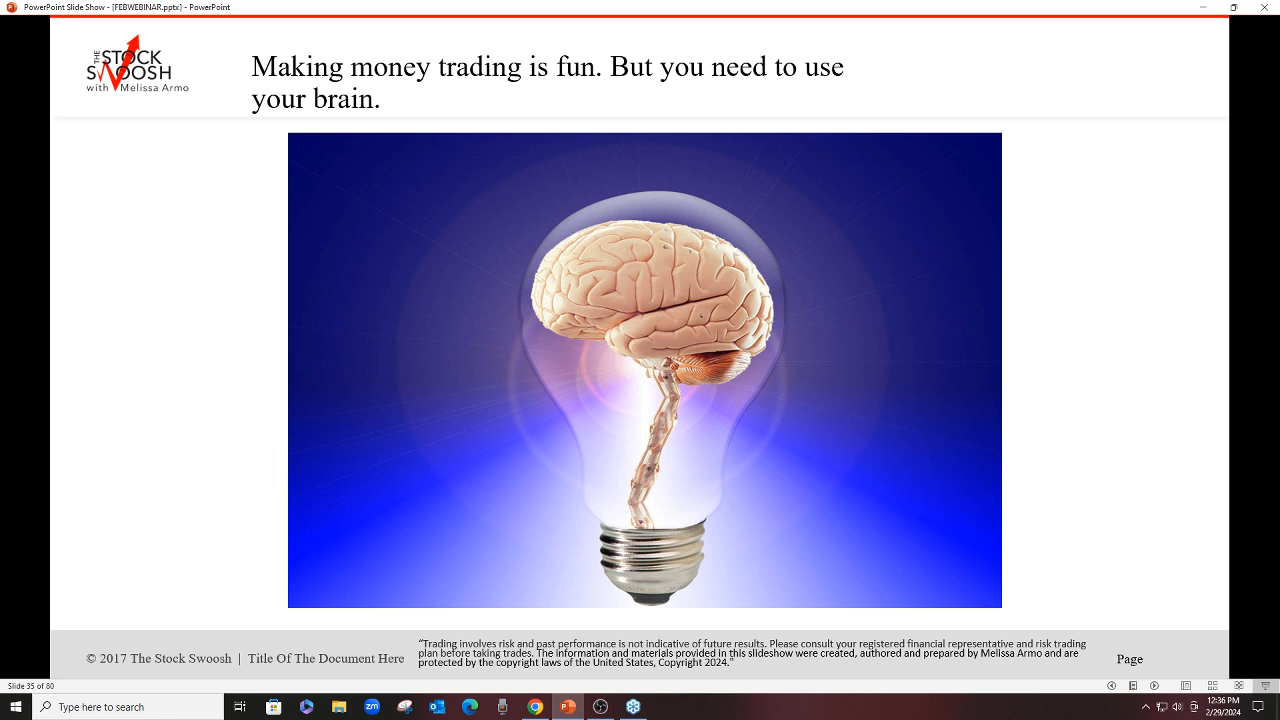 PowerPoint Slide Show - [FEBWEBINAR.pptx] - PowerPoint
THE STOCK
SWOOSH
with Melissa Armo
Making money trading is fun. But you need to use
your brain.
© 2017 The Stock Swoosh | Title Of The Document Here
“Trading involves risk and past performance is not indicative of future results. Please consult your registered financial representative and risk trading
plan before taking trades. The information and materials provided in this slideshow were created, authored and prepared by Melissa Armo and are
protected by the copyright laws of the United States, Copyright 2024."
Page
Slide 35 of 80
Type here to search
zm
12:36 PM
2/29/2024